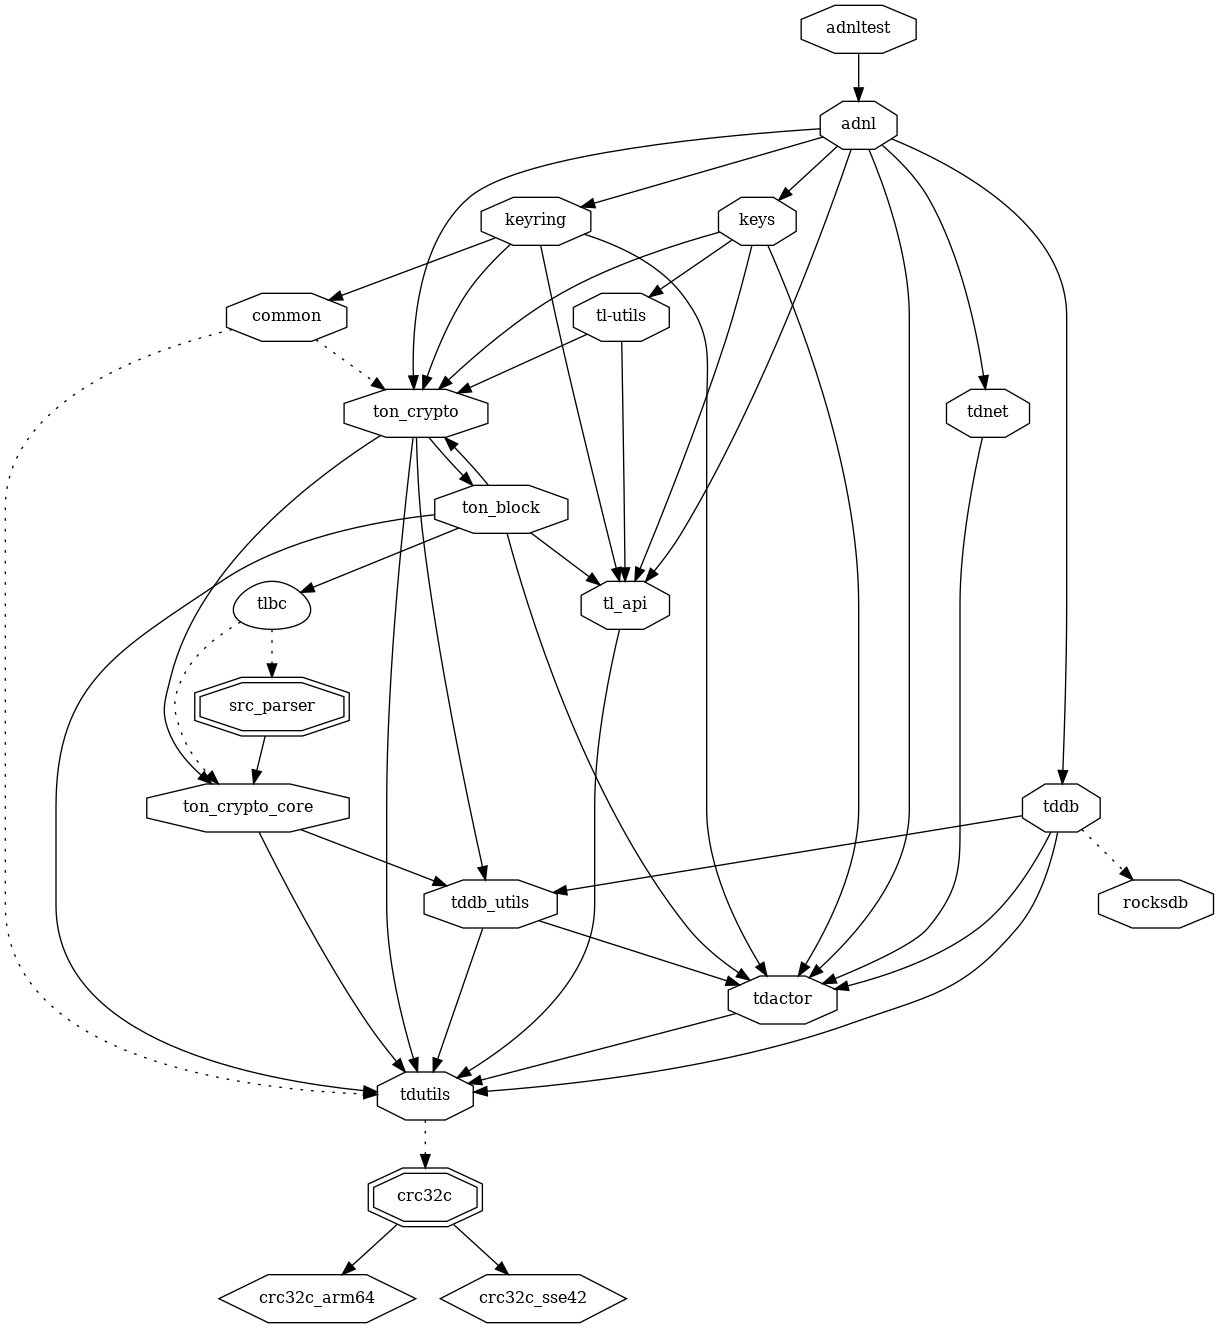 adnltest
adnl
keyring
keys
common
tl-utils
ton_crypto
tdnet
ton_block
tlbc
tl_api
src_parser
ton_crypto_core
tddb
tddb_utils
rocksdb
tdactor
tdutils
crc32c
crc32c_arm64
crc32c_sse42